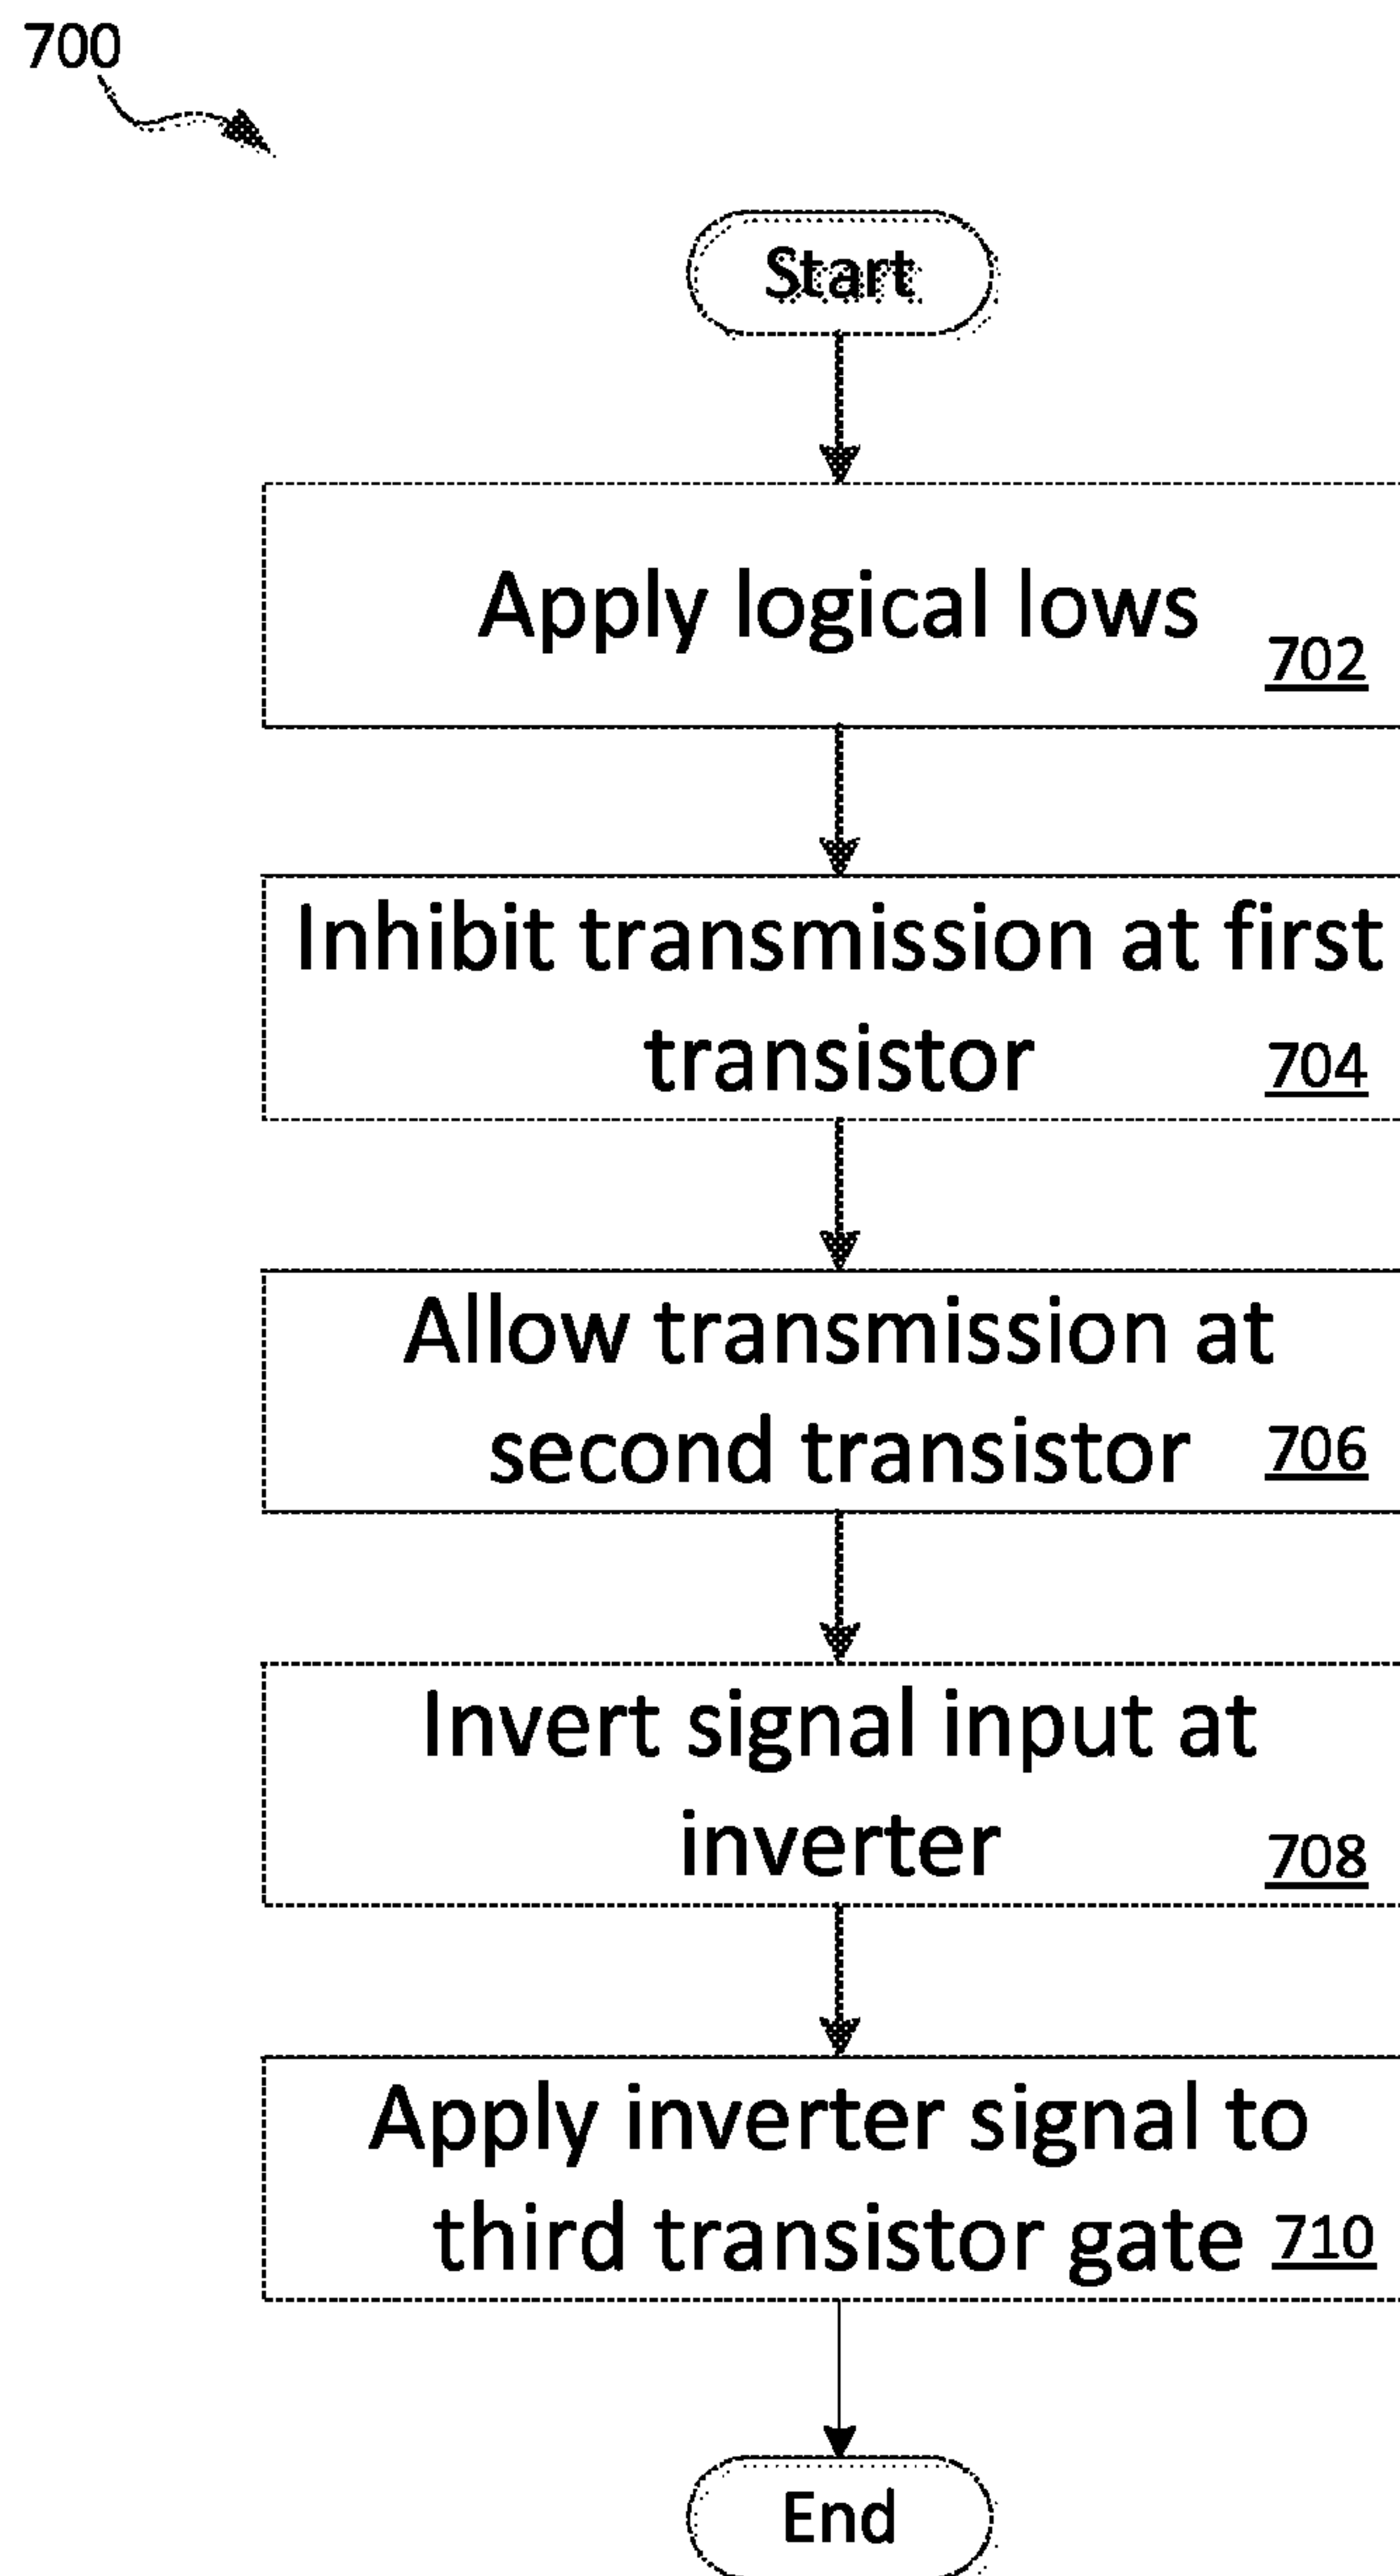 700
Start
Apply logical lows
702
Inhibit transmission at first
transistor 704
Allow transmission at
second transistor 706
Invert signal input at
inverter 708
Apply inverter signal to
third transistor gate 710
End